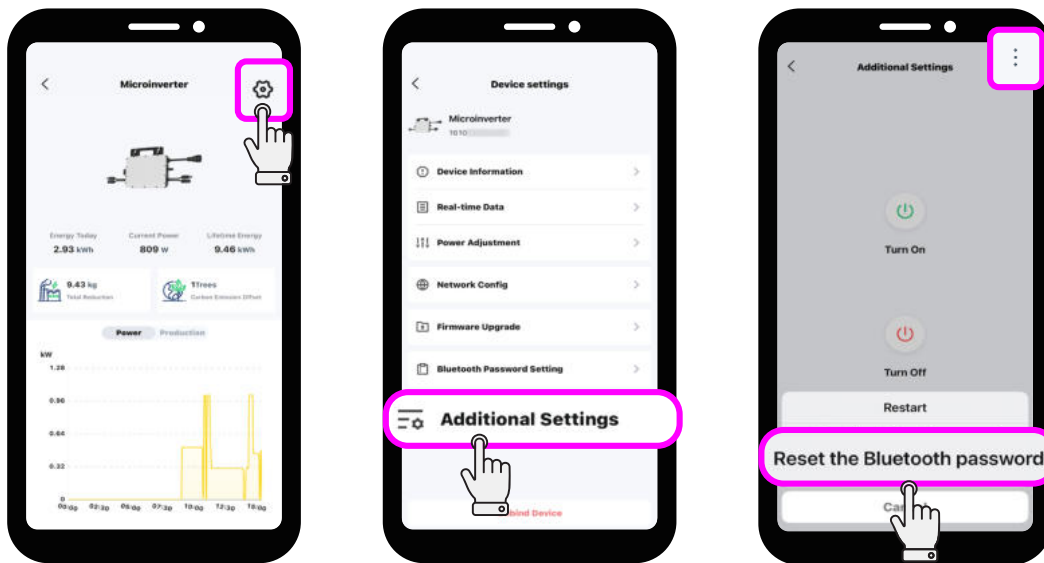 Microinverter
Energy Today
Current Power
Lifetime Energy
2.93 kWh
809 W
9.46 kWh
9.43 kg
Total Reduction
1Trees
Carbon Emission Offset
Power
Production
kW
1.28
0.96
0.64
0.32
0
00:00
02:30
05:00
07:30
10:00
12:30
18:00
Device settings
Microinverter
1010
Device Information
Real-time Data
Power Adjustment
Network Config
Firmware Upgrade
Bluetooth Password Setting
Additional Settings
bind Device
Additional Settings
Turn On
Turn Off
Restart
Reset the Bluetooth password